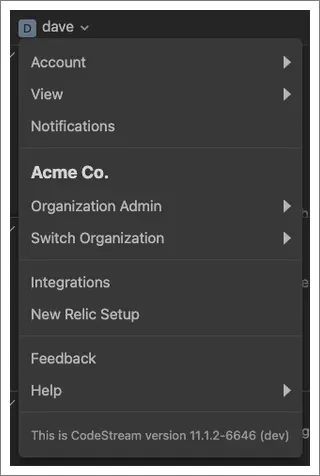 D dave
Account
View
Notifications
Acme Co.
Organization Admin
Switch Organization
Integrations
New Relic Setup
Feedback
Help
This is CodeStream version 11.1.2-6646 (dev)